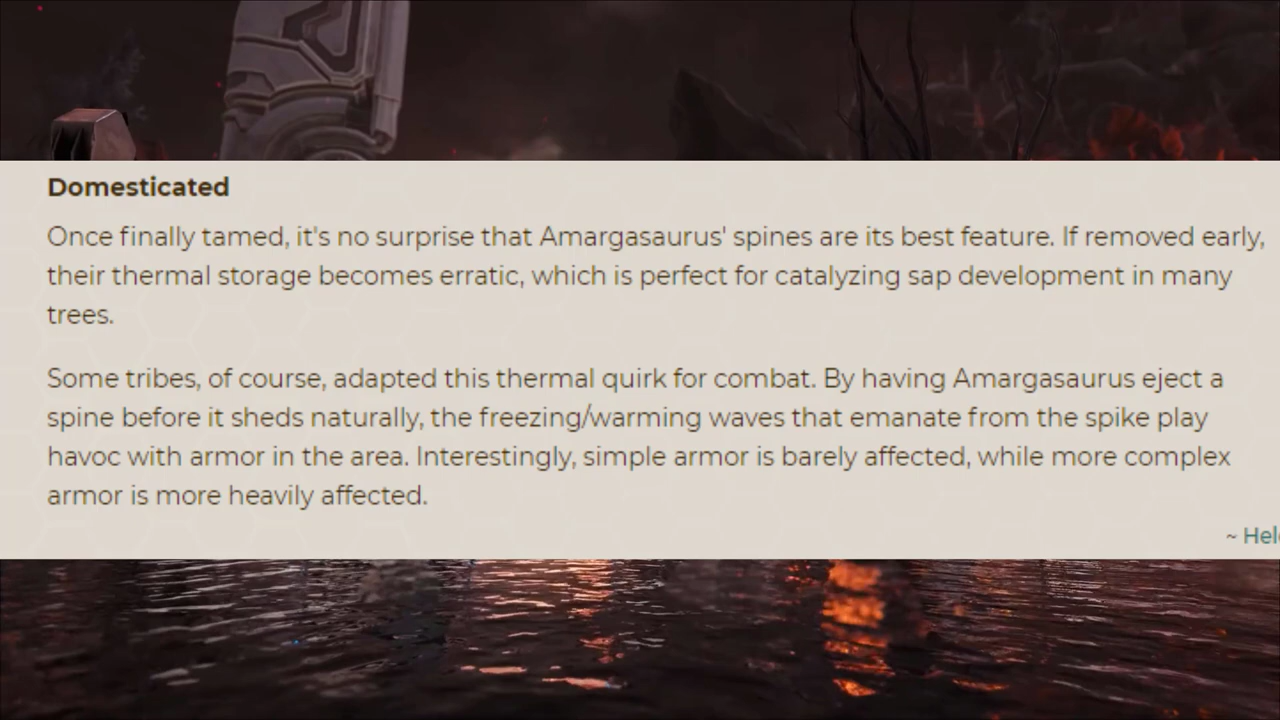 Domesticated
Once finally tamed, it's no surprise that Amargasaurus' spines are its best feature. If removed early,
their thermal storage becomes erratic, which is perfect for catalyzing sap development in many
trees.
Some tribes, of course, adapted this thermal quirk for combat. By having Amargasaurus eject a
spine before it sheds naturally, the freezing/warming waves that emanate from the spike play
havoc with armor in the area. Interestingly, simple armor is barely affected, while more complex
armor is more heavily affected.
~ Hel